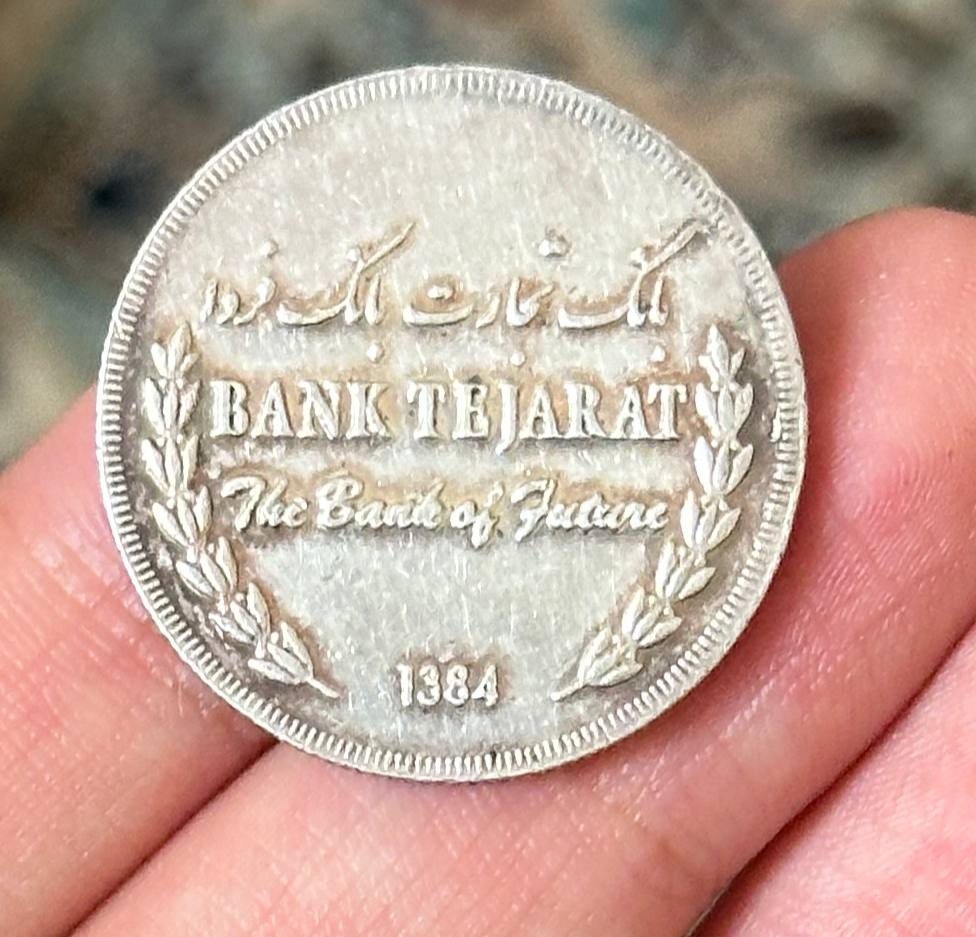 بانک تجارت بانک فردا
BANK TEJARAT
The Bank of Future
1384